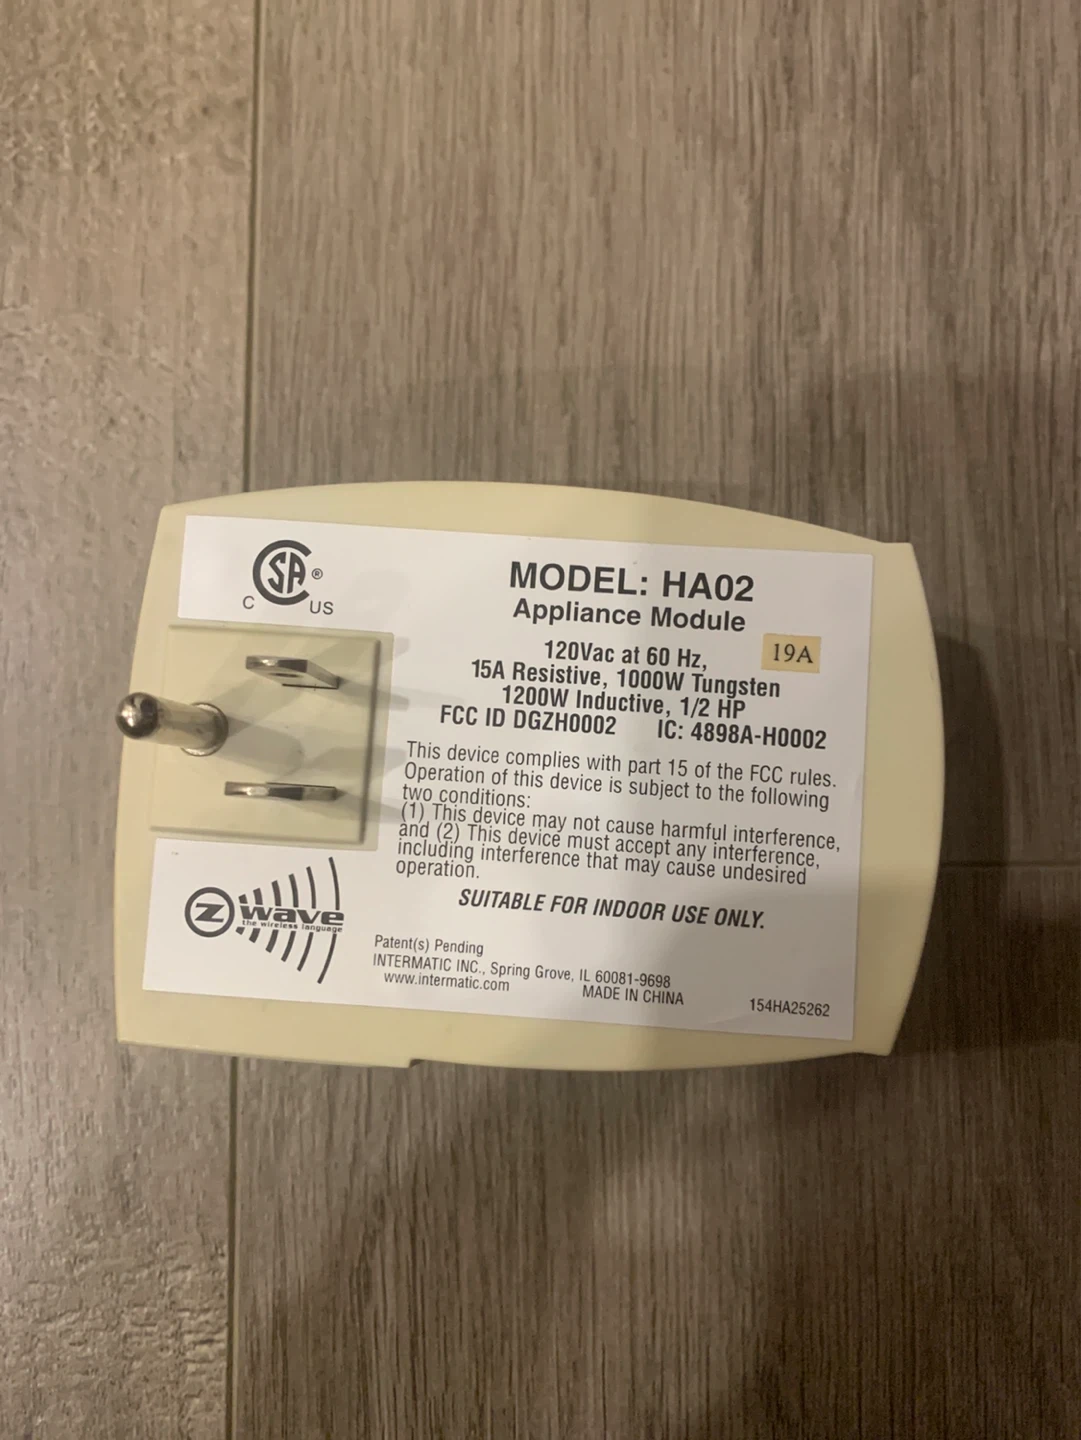 CSA ®
C US
MODEL: HA02
Appliance Module
120Vac at 60 Hz,
19A
15A Resistive, 1000W Tungsten
1200W Inductive, 1/2 HP
FCC ID DGZH0002 IC: 4898A-H0002
This device complies with part 15 of the FCC rules.
Operation of this device is subject to the following
two conditions:
(1) This device may not cause harmful interference,
and (2) This device must accept any interference,
including interference that may cause undesired
operation.
SUITABLE FOR INDOOR USE ONLY.
Z wave
the wireless language
Patent(s) Pending
INTERMATIC INC., Spring Grove, IL 60081-9698
www.intermatic.com MADE IN CHINA 154HA25262